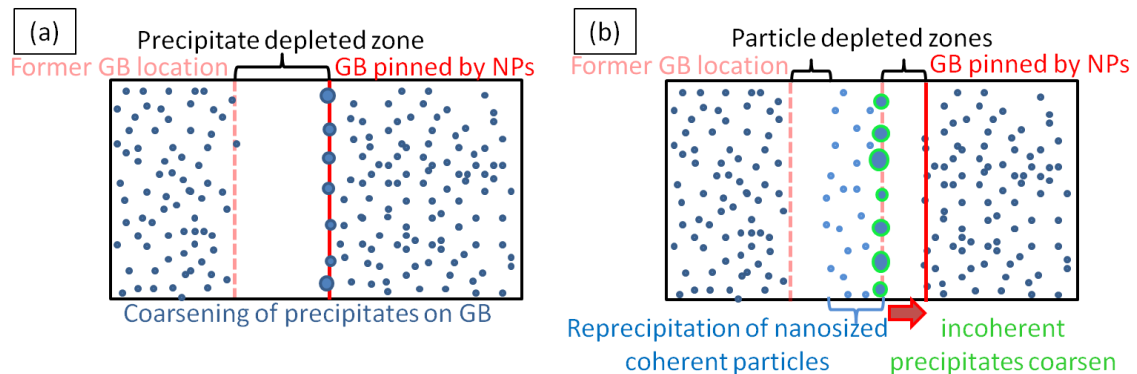 (a)
Precipitate depleted zone
Former GB location
GB pinned by NPs
Coarsening of precipitates on GB
(b)
Particle depleted zones
Former GB location
GB pinned by NPs
Reprecipitation of nanosized
coherent particles
incoherent
precipitates coarsen